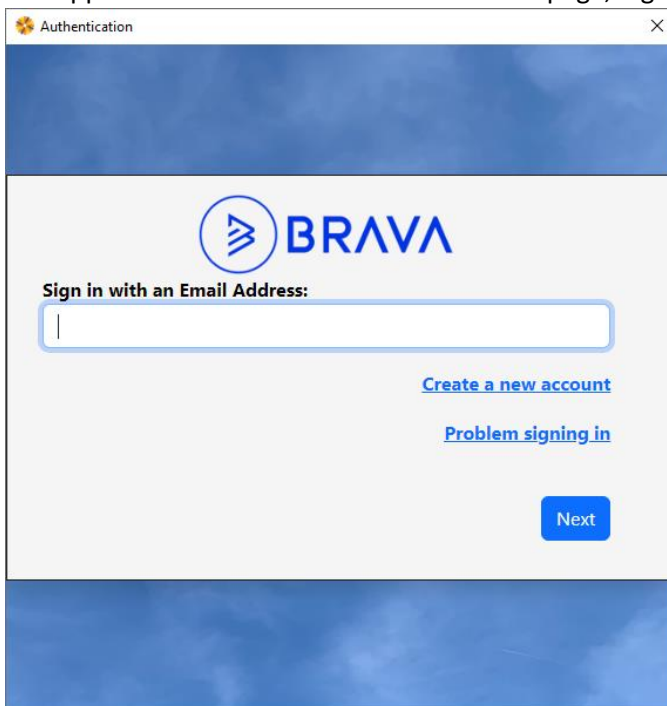 Authentication
BRAVA
Sign in with an Email Address:
Create a new account
Problem signing in
Next